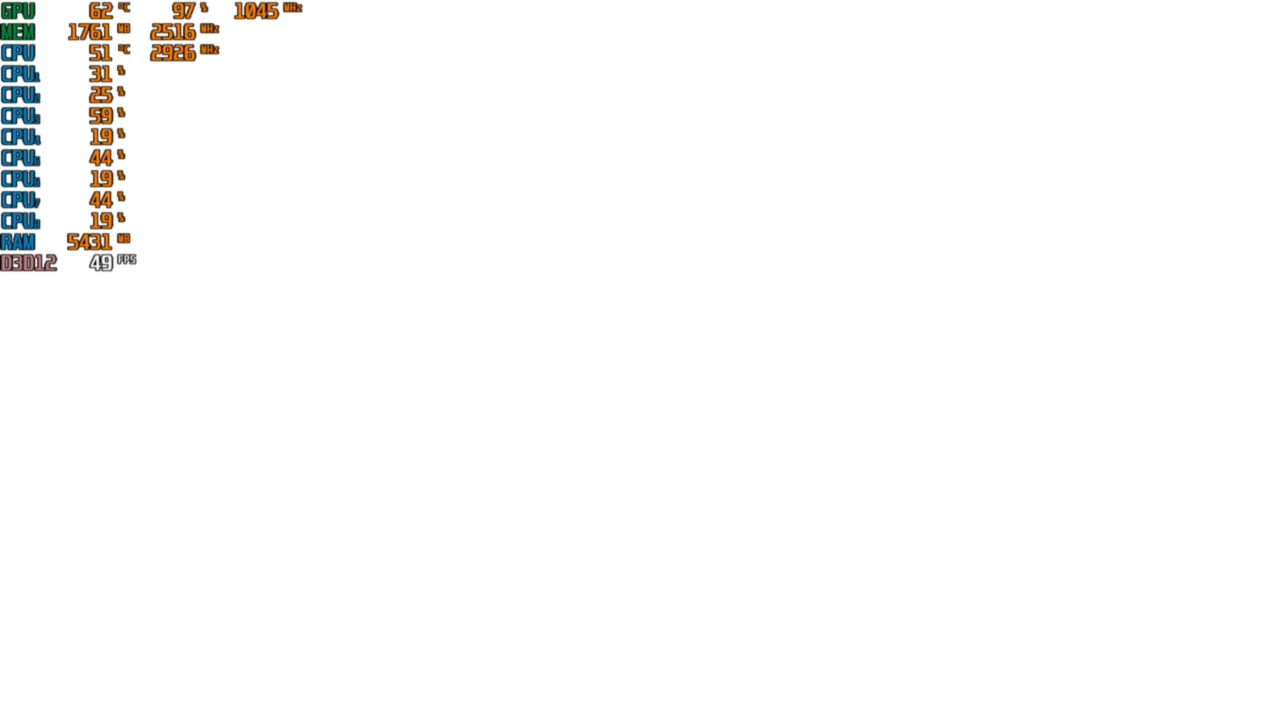 GPU 62 °C 97 % 1045 MHz
MEM 1761 MB 2516 MHz
CPU 51 °C 2926 MHz
CPU1 31 %
CPU2 25 %
CPU3 59 %
CPU4 19 %
CPU5 44 %
CPU6 19 %
CPU7 44 %
CPU8 19 %
RAM 5431 MB
D3D12 49 FPS